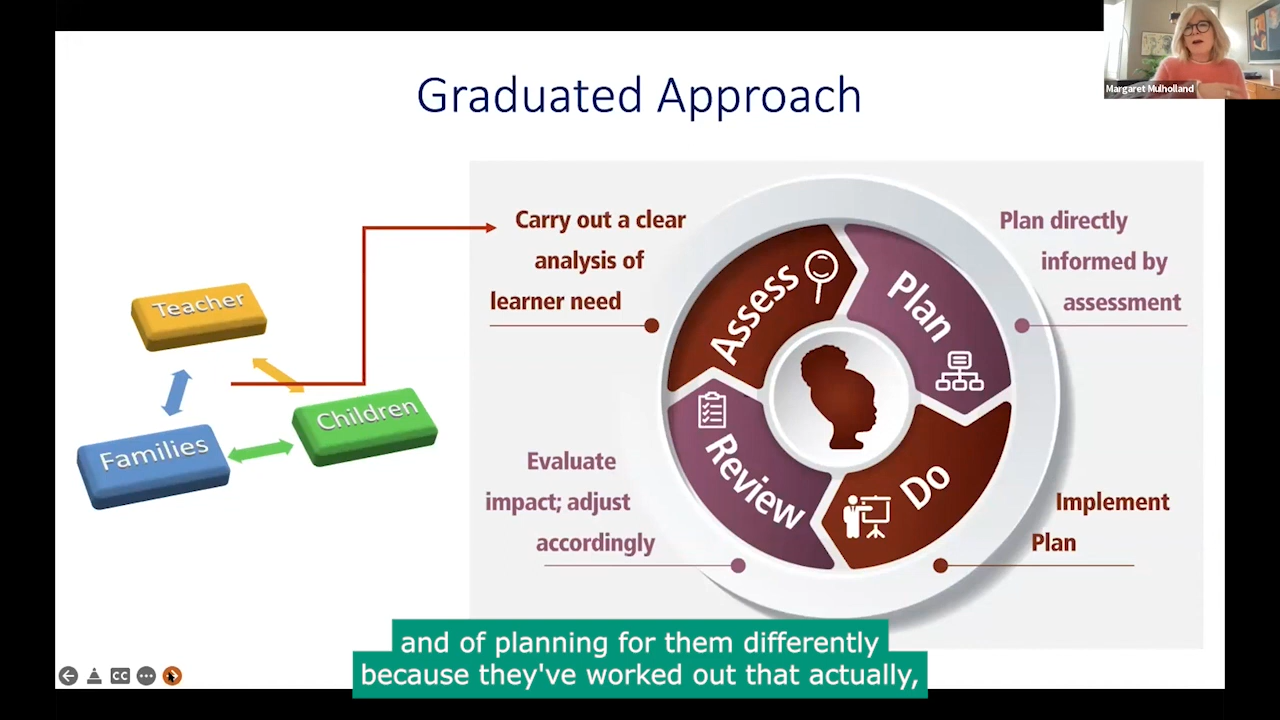 Margaret Mulholland
Graduated Approach
Teacher
Families
Children
Carry out a clear
analysis of
learner need
Plan directly
informed by
assessment
Assess
Plan
Review
Do
Evaluate
impact; adjust
accordingly
Implement
Plan
and of planning for them differently
because they've worked out that actually,
CC